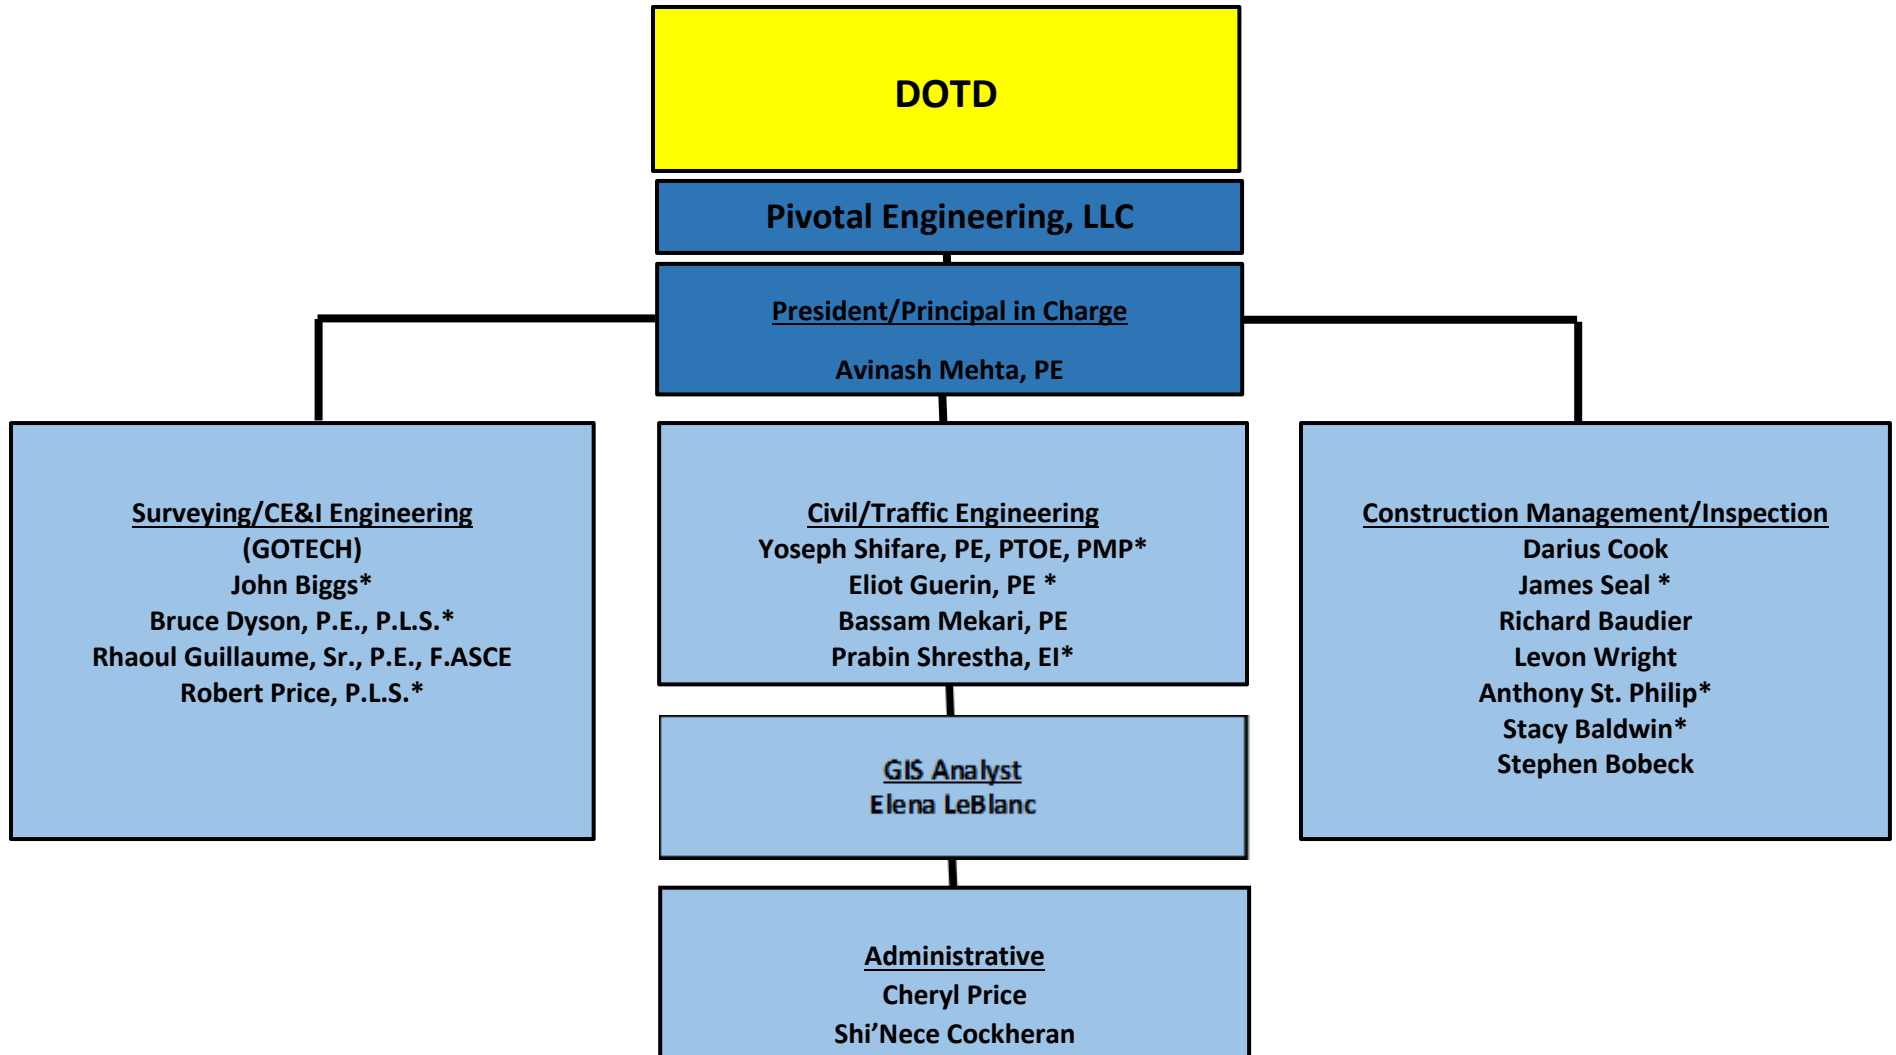 DOTD
Pivotal Engineering, LLC
President/Principal in Charge
Avinash Mehta, PE
Surveying/CE&I Engineering
(GOTECH)
John Biggs*
Bruce Dyson, P.E., P.L.S.*
Rhaoul Guillaume, Sr., P.E., F.ASCE
Robert Price, P.L.S.*
Civil/Traffic Engineering
Yoseph Shifare, PE, PTOE, PMP*
Eliot Guerin, PE *
Bassam Mekari, PE
Prabin Shrestha, EI*
Construction Management/Inspection
Darius Cook
James Seal *
Richard Baudier
Levon Wright
Anthony St. Philip*
Stacy Baldwin*
Stephen Bobeck
GIS Analyst
Elena LeBlanc
Administrative
Cheryl Price
Shi’Nece Cockheran